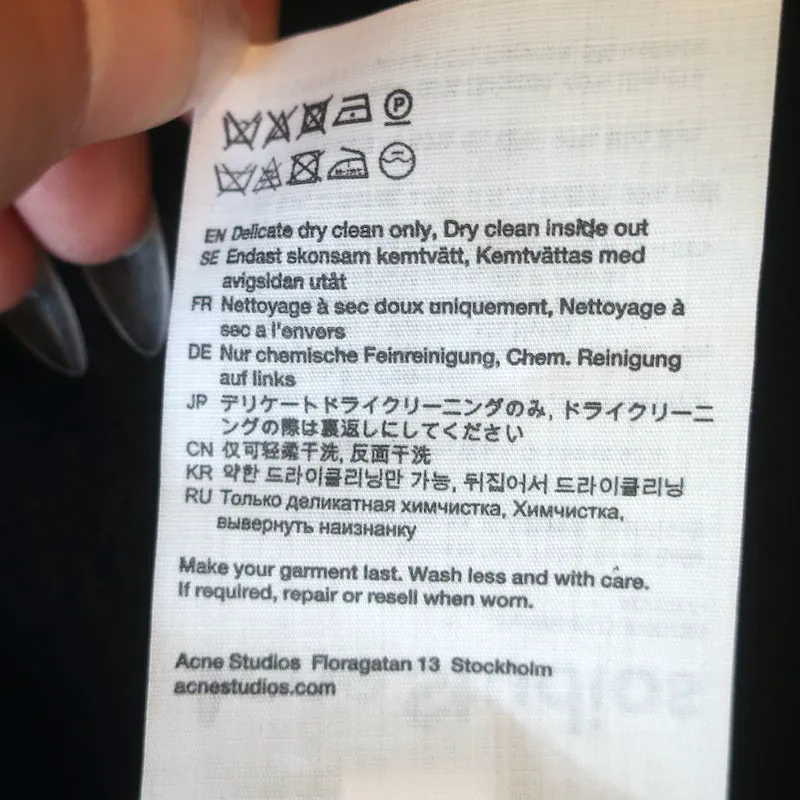 P
EN Delicate dry clean only, Dry clean inside out
SE Endast skonsam kemtvätt, Kemtvättas med
avigsidan utåt
FR Nettoyage à sec doux uniquement, Nettoyage à
sec a l'envers
DE Nur chemische Feinreinigung, Chem. Reinigung
auf links
JP デリケートドライクリーニングのみ, ドライクリーニ
ングの際は裏返しにしてください
CN 仅可轻柔干洗, 反面干洗
KR 약한 드라이클리닝만 가능, 뒤집어서 드라이클리닝
RU Только деликатная химчистка, Химчистка,
вывернуть наизнанку
Make your garment last. Wash less and with care.
If required, repair or resell when worn.
Acne Studios Floragatan 13 Stockholm
acnestudios.com